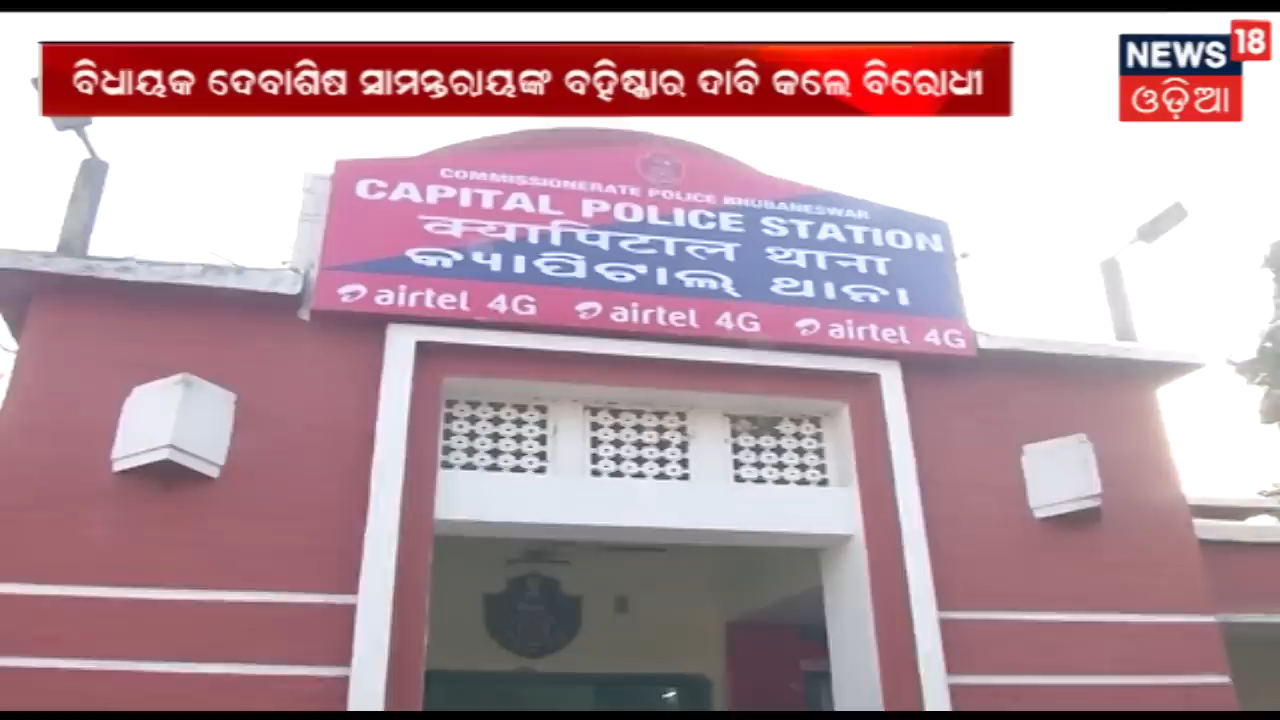 ବିଧାୟକ ଦେବାଶିଷ ସାମନ୍ତରାୟଙ୍କ ବହିଷ୍କାର ଦାବି କଲେ ବିରୋଧୀ
NEWS 18
ଓଡ଼ିଆ
COMMISSIONERATE POLICE BHUBANESWAR
CAPITAL POLICE STATION
क्यापिटाल थाना
କ୍ୟାପିଟାଲ୍ ଥାନା
airtel 4G airtel 4G airtel 4G